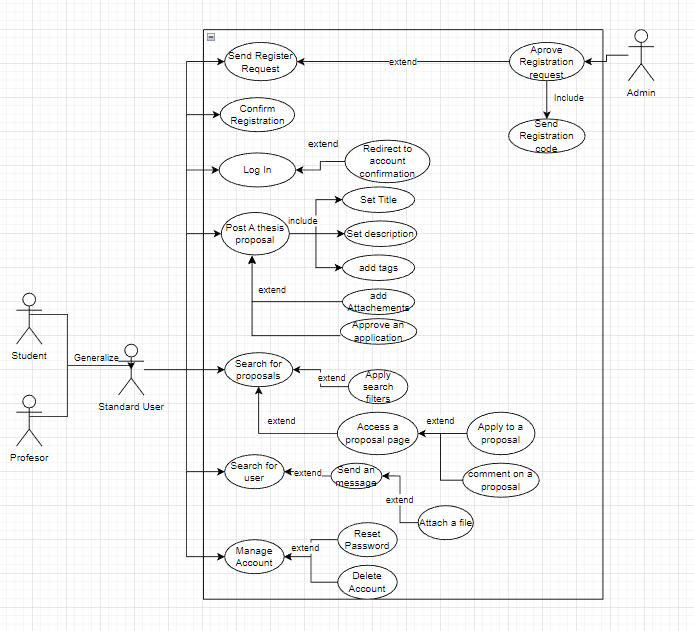 Send Register
Request
extend
Aprove
Registration
request
Admin
Include
Send
Registration
code
Confirm
Registration
Log In
extend
Redirect to
account
confirmation
Post A thesis
proposal
include
Set Title
Set description
add tags
extend
add
Attachements
Approve an
application
Student
Generalize
Standard User
Profesor
Search for
proposals
extend
Apply
search
filters
extend
Access a
proposal page
extend
Apply to a
proposal
comment on a
proposal
Search for
user
extend
Send an
message
extend
Attach a file
Manage
Account
extend
Reset
Password
Delete
Account